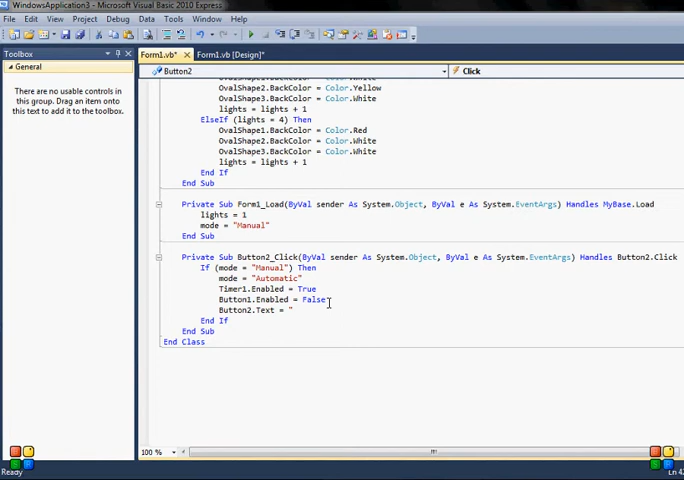 WindowsApplication3 - Microsoft Visual Basic 2010 Express
File Edit View Project Debug Data Tools Window Help
Toolbox
General
There are no usable controls in
this group. Drag an item onto
this text to add it to the toolbox.
Form1.vb* Form1.vb [Design]*
Button2 Click
OvalShape2.BackColor = Color.Yellow
OvalShape3.BackColor = Color.White
lights = lights + 1
ElseIf (lights = 4) Then
OvalShape1.BackColor = Color.Red
OvalShape2.BackColor = Color.White
OvalShape3.BackColor = Color.White
lights = lights + 1
End If
End Sub
Private Sub Form1_Load(ByVal sender As System.Object, ByVal e As System.EventArgs) Handles MyBase.Load
lights = 1
mode = "Manual"
End Sub
Private Sub Button2_Click(ByVal sender As System.Object, ByVal e As System.EventArgs) Handles Button2.Click
If (mode = "Manual") Then
mode = "Automatic"
Timer1.Enabled = True
Button1.Enabled = False
Button2.Text = "
End If
End Sub
End Class
100 %
Ready